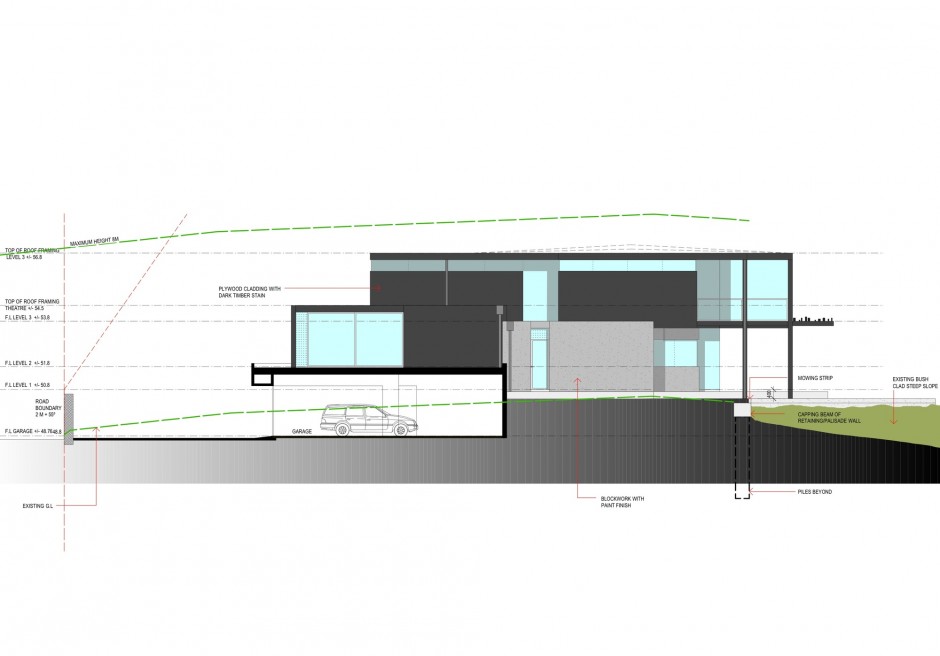 MAXIMUM HEIGHT 8M
TOP OF ROOF FRAMING
LEVEL 3 +/- 56.8
PLYWOOD CLADDING WITH
DARK TIMBER STAIN
TOP OF ROOF FRAMING
THEATRE +/- 54.5
F.L LEVEL 3 +/- 53.8
F.L LEVEL 2 +/- 51.8
F.L LEVEL 1 +/- 50.8
MOWING STRIP
EXISTING BUSH
CLAD STEEP SLOPE
400
ROAD
BOUNDARY
2 M + 50°
CAPPING BEAM OF
RETAINING/PALISADE WALL
F.L GARAGE +/- 48.76
48.8
GARAGE
PILES BEYOND
BLOCKWORK WITH
PAINT FINISH
EXISTING G.L